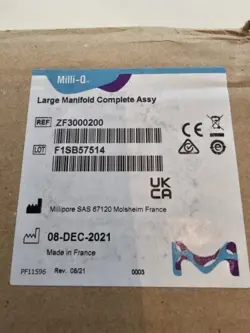 Milli-Q®
Large Manifold Complete Assy
REF ZF3000200
LOT F1SB57514
CE
UK
CA
Millipore SAS 67120 Molsheim France
08-DEC-2021
Made in France
PF11596 Rev. 08/21 0003
M